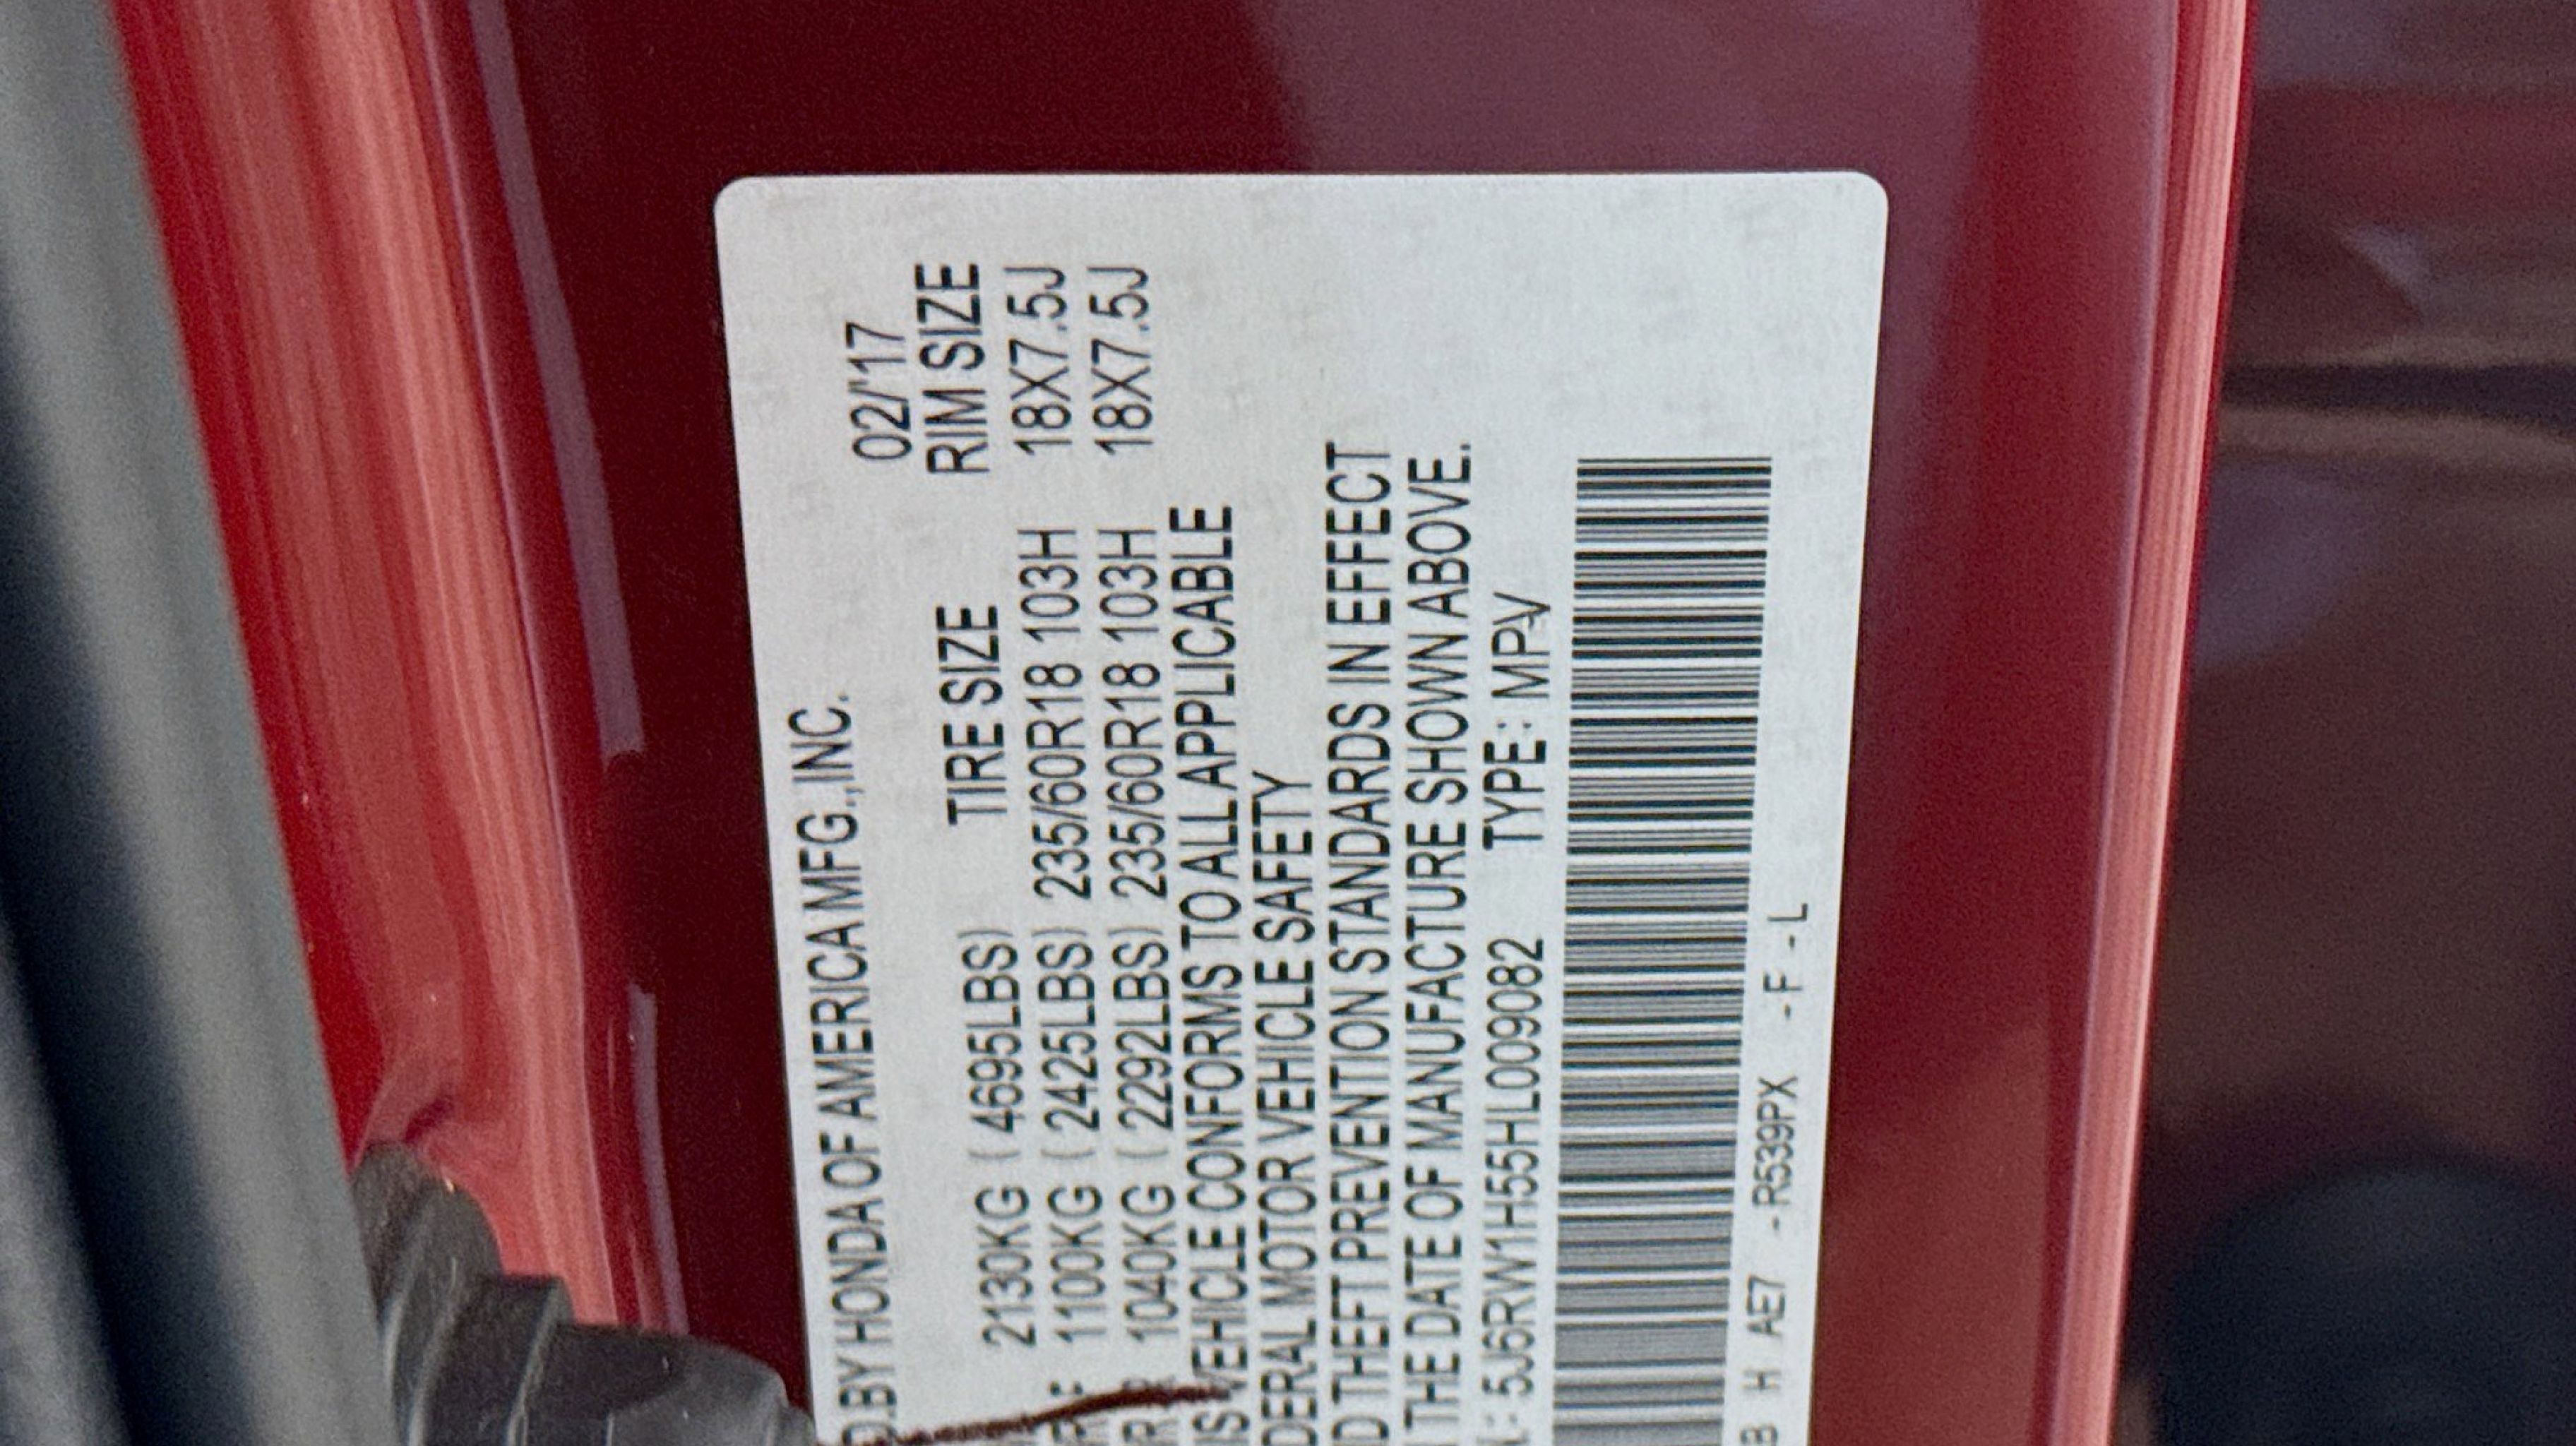 D.BY HONDA OF AMERICA MFG.,INC.
02/'17
TIRE SIZE RIM SIZE
2130KG ( 4695LBS)
1100KG ( 2425LBS) 235/60R18 103H 18X7.5J
1040KG ( 2292LBS) 235/60R18 103H 18X7.5J
IS VEHICLE CONFORMS TO ALL APPLICABLE
DERAL MOTOR VEHICLE SAFETY
D THEFT PREVENTION STANDARDS IN EFFECT
THE DATE OF MANUFACTURE SHOWN ABOVE.
: 5J6RW1H55HL009082 TYPE: MPV
B H AE7 -R539PX -F -L